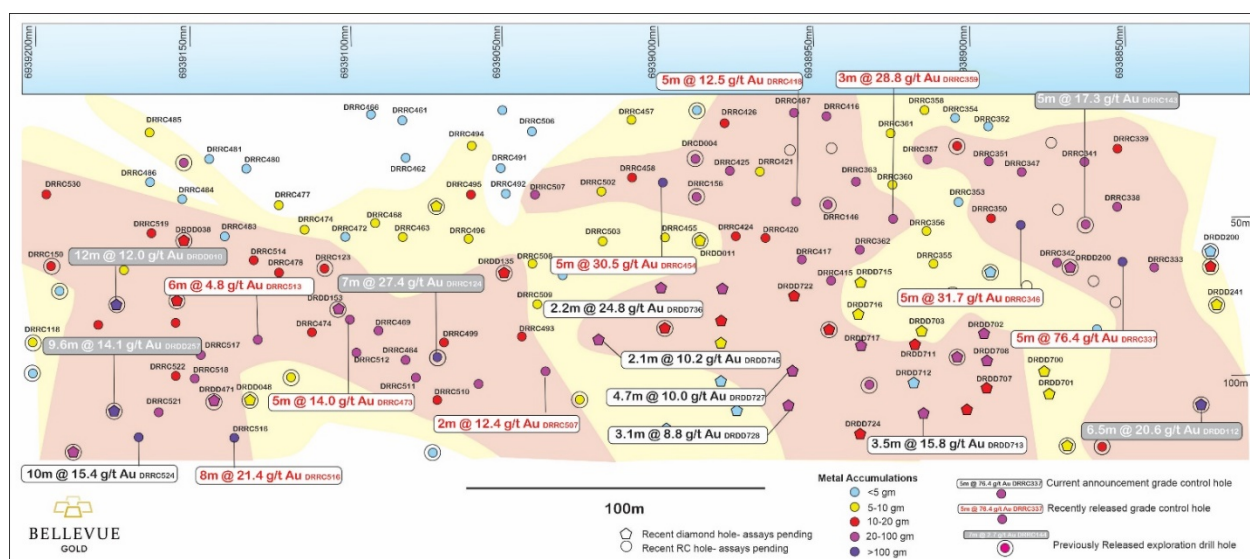 6939200mn
6939150mn
6939100mn
6939050mn
6939000mn
6938950mn
6938900mn
6938850mn
5m @ 12.5 g/t Au DRRC418
3m @ 28.8 g/t Au DRRC359
5m @ 17.3 g/t Au DRRC143
DRRC466
DRRC461
DRRC457
DRRC426
DRRC487
DRRC416
DRRC358
DRRC354
DRRC485
DRRC494
DRRC506
DRRC361
DRRC352
DRRC481
DRRC480
DRRC462
DRRC491
DRCD004
DRRC425
DRRC421
DRRC357
DRRC351
DRRC347
DRRC341
DRRC339
DRRC486
DRRC484
DRRC458
DRRC363
DRRC360
DRRC530
DRRC477
DRRC495
DRRC492
DRRC507
DRRC502
DRRC156
DRRC353
DRRC338
DRRC519
DRDD038
DRRC483
DRRC474
DRRC472
DRRC468
DRRC463
DRRC496
DRRC503
DRRC455
DRDD011
DRRC424
DRRC420
DRRC146
DRRC356
DRRC350
50m
DRRC150
12m @ 12.0 g/t Au DRDD010
DRRC514
DRRC478
DRRC123
DRDD135
DRRC508
5m @ 30.5 g/t Au DRRC454
DRRC417
DRRC362
DRRC355
DRRC342
DRDD200
DRRC333
DRDD200
6m @ 4.8 g/t Au DRRC513
7m @ 27.4 g/t Au DRRC124
DRRC415
DRDD715
DRDD722
5m @ 31.7 g/t Au DRRC346
DRDD241
DRDD153
DRRC509
2.2m @ 24.8 g/t Au DRDD736
DRDD716
DRRC118
DRRC474
DRRC469
DRRC499
DRRC493
DRDD703
DRDD702
5m @ 76.4 g/t Au DRRC337
9.6m @ 14.1 g/t Au DRDD257
DRRC517
DRRC512
DRRC464
2.1m @ 10.2 g/t Au DRDD745
DRDD717
DRDD711
DRDD708
DRDD700
DRRC522
DRRC518
DRDD471
DRDD048
DRRC511
DRRC510
4.7m @ 10.0 g/t Au DRDD727
DRDD712
DRDD707
DRDD701
100m
DRRC521
5m @ 14.0 g/t Au DRRC473
2m @ 12.4 g/t Au DRRC507
3.1m @ 8.8 g/t Au DRDD728
DRDD724
3.5m @ 15.8 g/t Au DRDD713
6.5m @ 20.6 g/t Au DRDD112
DRRC516
10m @ 15.4 g/t Au DRRC524
8m @ 21.4 g/t Au DRRC516
BELLEVUE
GOLD
100m
Recent diamond hole- assays pending
Recent RC hole- assays pending
Metal Accumulations
<5 gm
5-10 gm
10-20 gm
20-100 gm
>100 gm
5m @ 76.4 g/t Au DRRC337 Current announcement grade control hole
5m @ 76.4 g/t Au DRRC337 Recently released grade control hole
Previously Released exploration drill hole